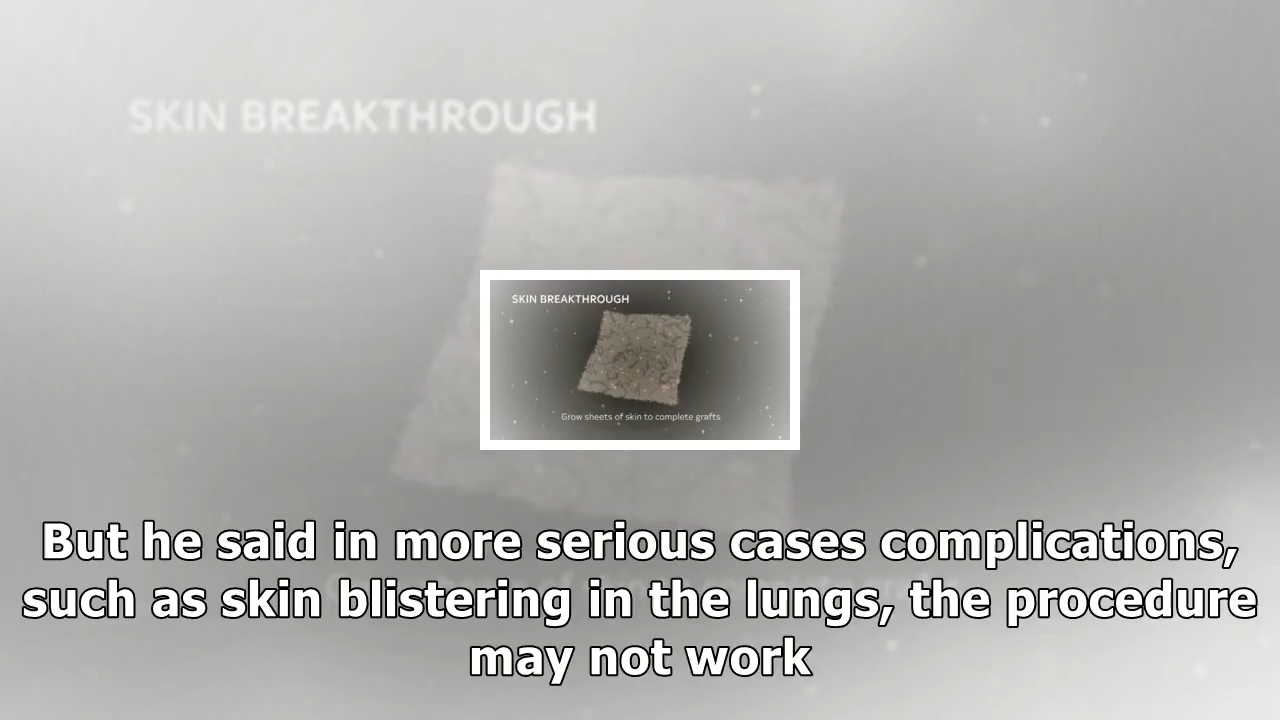 SKIN BREAKTHROUGH
SKIN BREAKTHROUGH
Grow sheets of skin to complete grafts
But he said in more serious cases complications,
such as skin blistering in the lungs, the procedure
may not work